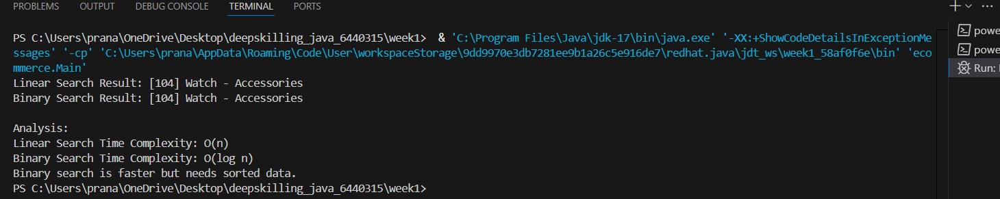 PROBLEMS OUTPUT DEBUG CONSOLE TERMINAL PORTS
PS C:\Users\prana\OneDrive\Desktop\deepskilling_java_6440315\week1>  & 'C:\Program Files\Java\jdk-17\bin\java.exe' '-XX:+ShowCodeDetailsInExceptionMe
ssages' '-cp' 'C:\Users\prana\AppData\Roaming\Code\User\workspaceStorage\9dd9970e3db7281ee9b1a26c5e916de7\redhat.java\jdt_ws\week1_58af0f6e\bin' 'eco
mmerce.Main'
Linear Search Result: [104] Watch - Accessories
Binary Search Result: [104] Watch - Accessories
Analysis:
Linear Search Time Complexity: O(n)
Binary Search Time Complexity: O(log n)
Binary search is faster but needs sorted data.
PS C:\Users\prana\OneDrive\Desktop\deepskilling_java_6440315\week1>
powe
powe
Run: